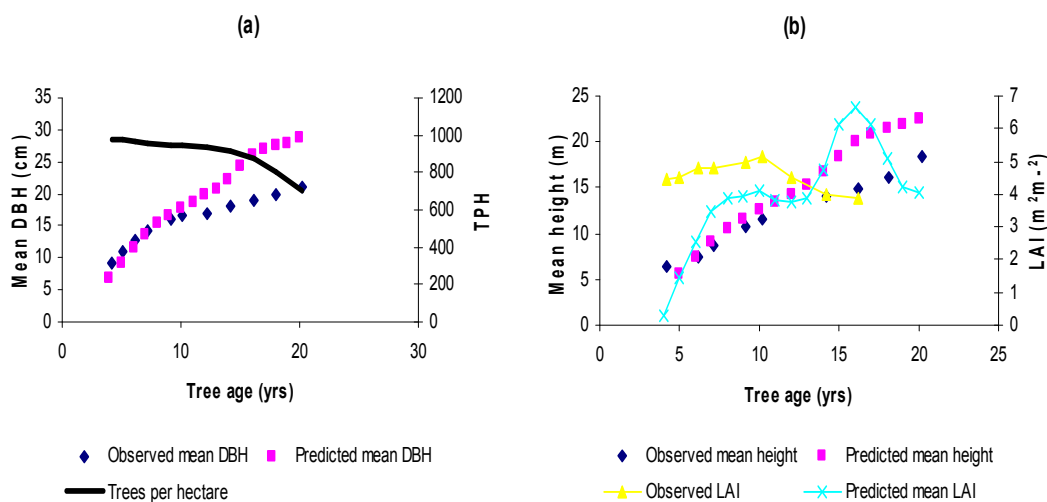 (a)
35
30
25
20
15
10
5
0
Mean DBH (cm)
1200
1000
800
600
400
200
0
TPH
0 10 20 30
Tree age (yrs)
Observed mean DBH Predicted mean DBH
Trees per hectare
(b)
25
20
15
10
5
0
Mean height (m)
7
6
5
4
3
2
1
0
LAI (m²m-²)
0 5 10 15 20 25
Tree age (yrs)
Observed mean height Predicted mean height
Observed LAI Predicted mean LAI